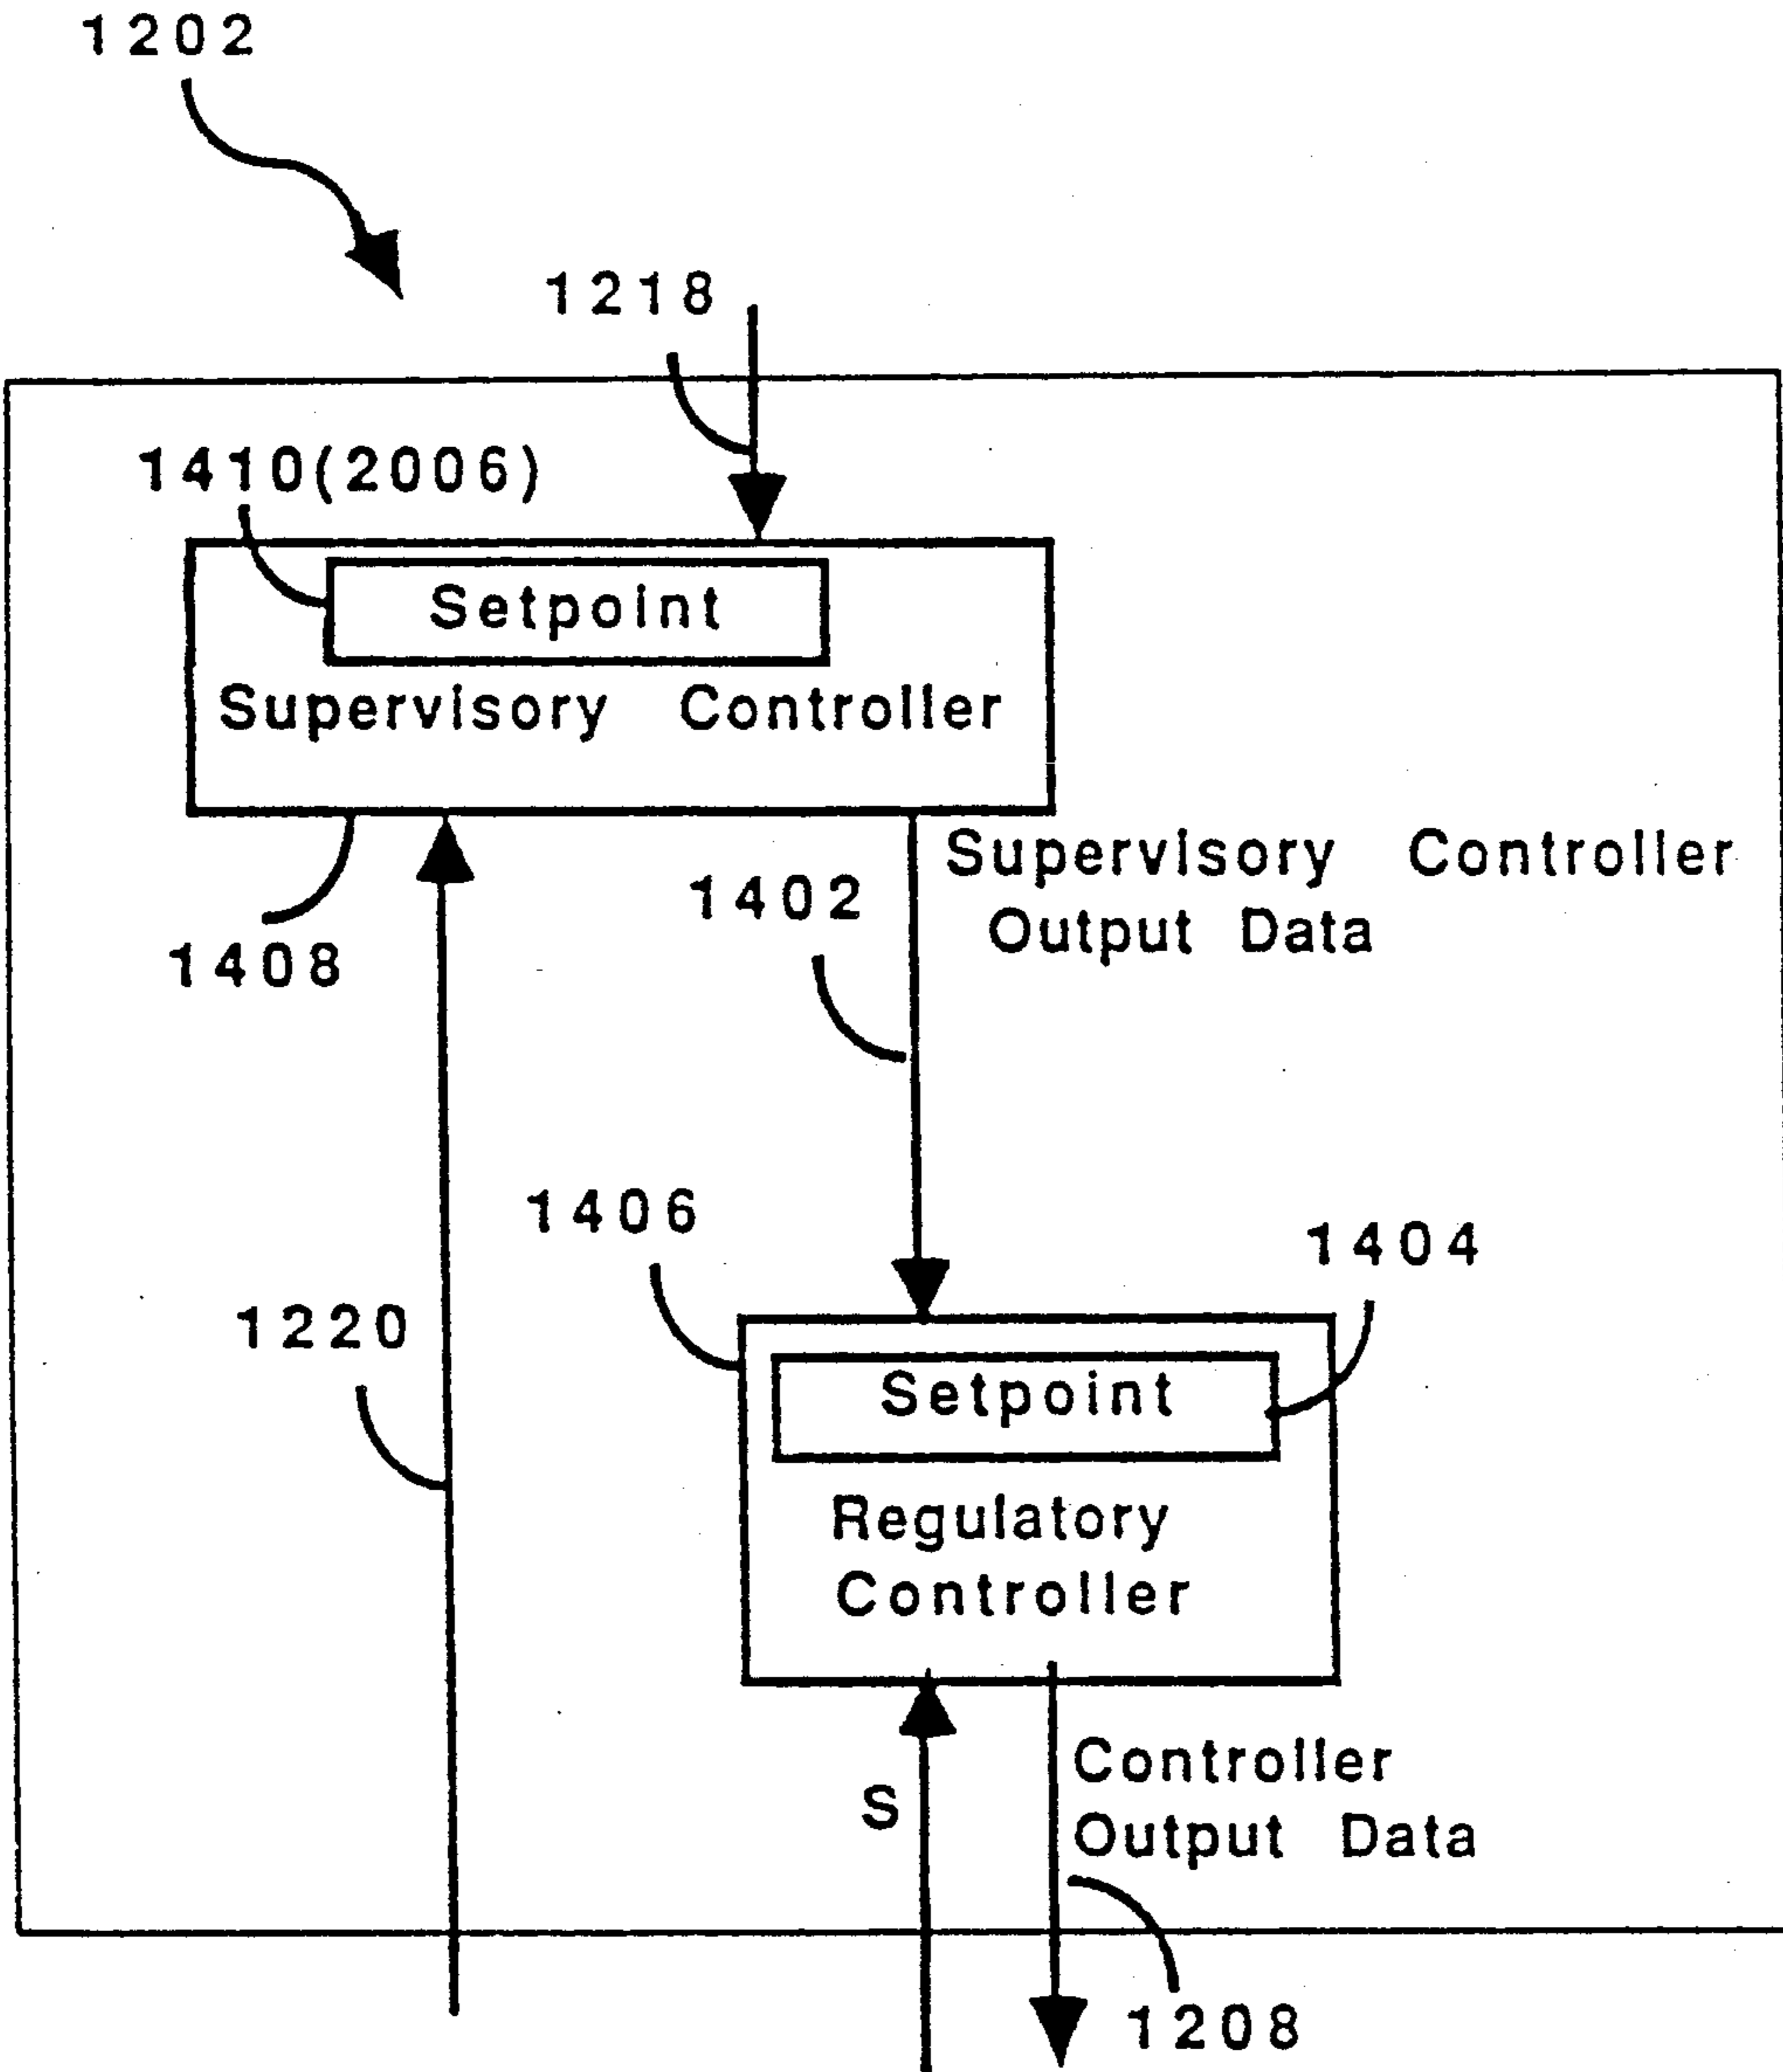 1202
1218
1410(2006)
Setpoint
Supervisory Controller
Supervisory Controller
Output Data
1402
1408
1406
1404
1220
Setpoint
Regulatory
Controller
S
Controller
Output Data
1208